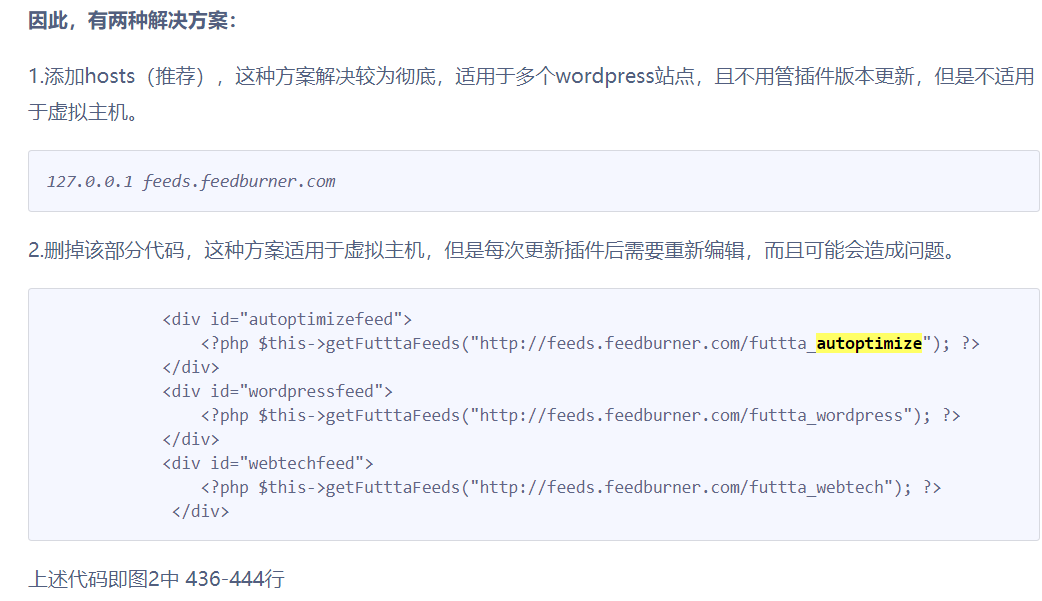 因此，有两种解决方案：
1.添加hosts（推荐），这种方案解决较为彻底，适用于多个wordpress站点，且不用管插件版本更新，但是不适用
于虚拟主机。
127.0.0.1 feeds.feedburner.com
2.删掉该部分代码，这种方案适用于虚拟主机，但是每次更新插件后需要重新编辑，而且可能会造成问题。
<div id="autoptimizefeed">
<?php $this->getFutttaFeeds("http://feeds.feedburner.com/futtta_autoptimize"); ?>
</div>
<div id="wordpressfeed">
<?php $this->getFutttaFeeds("http://feeds.feedburner.com/futtta_wordpress"); ?>
</div>
<div id="webtechfeed">
<?php $this->getFutttaFeeds("http://feeds.feedburner.com/futtta_webtech"); ?>
</div>
上述代码即图2中 436-444行